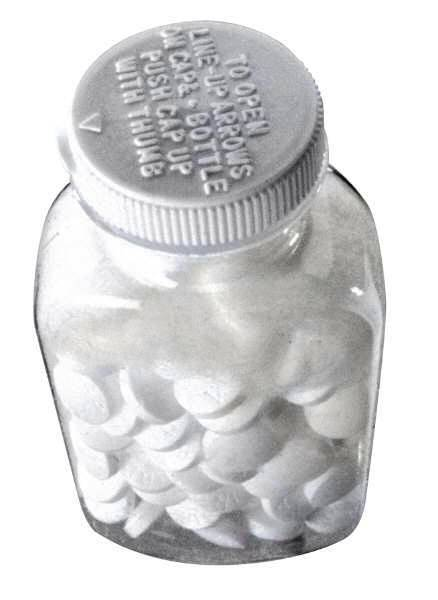 TO OPEN
LINE-UP ARROWS
ON CAP & BOTTLE
PUSH CAP UP
WITH THUMB